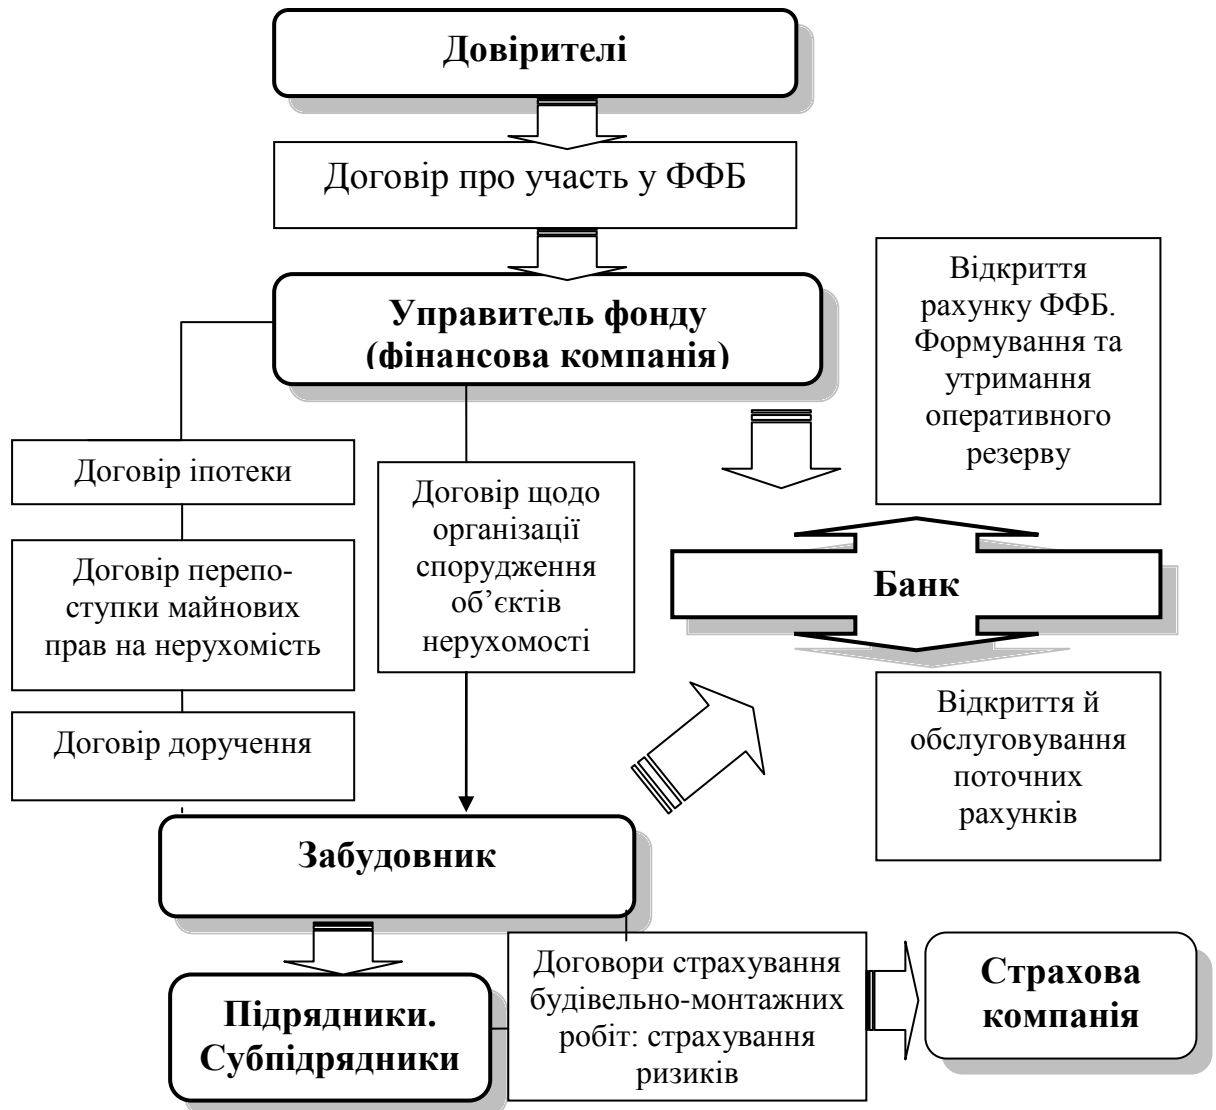 Довірителі
Договір про участь у ФФБ
Управитель фонду
(фінансова компанія)
Відкриття
рахунку ФФБ.
Формування та
утримання
оперативного
резерву
Договір іпотеки
Договір перепо-
ступки майнових
прав на нерухомість
Договір доручення
Договір щодо
організації
спорудження
об’єктів
нерухомості
Банк
Відкриття й
обслуговування
поточних
рахунків
Забудовник
Підрядники.
Субпідрядники
Договори страхування
будівельно-монтажних
робіт: страхування
ризиків
Страхова
компанія